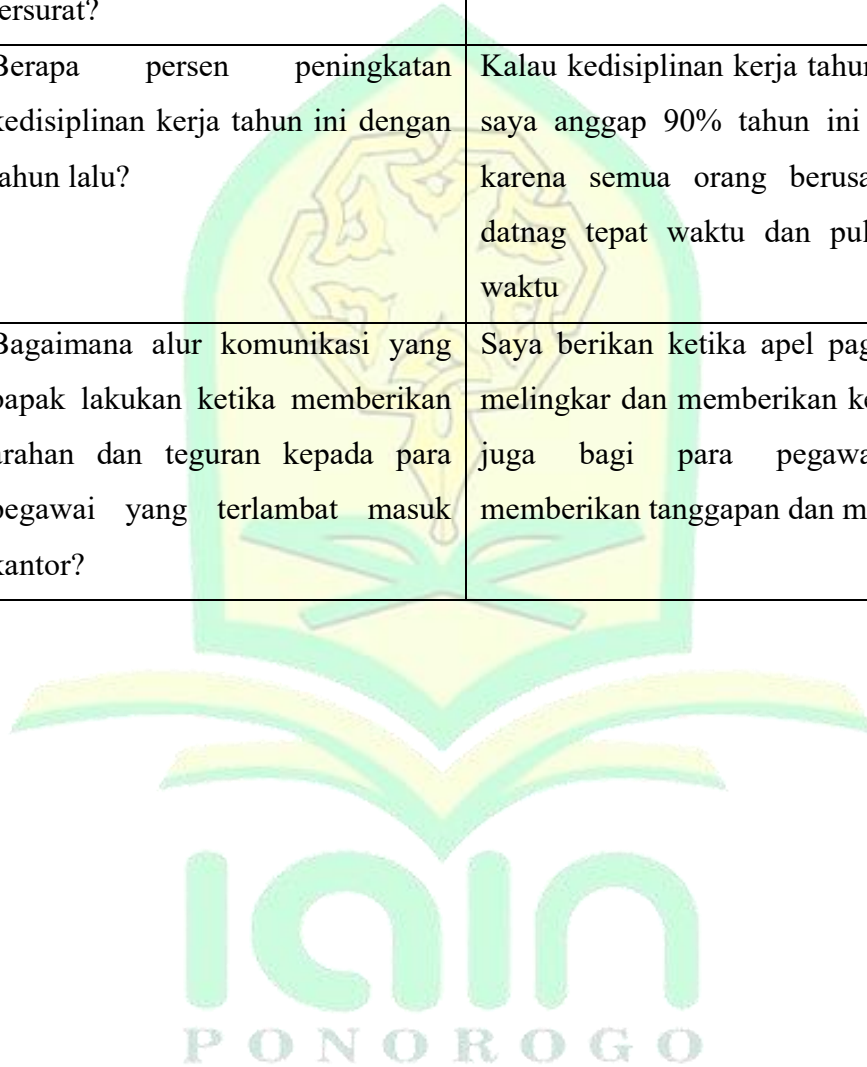 ersurat?
Berapa persen peningkatan
kedisiplinan kerja tahun ini dengan
tahun lalu?
Kalau kedisiplinan kerja tahun
saya anggap 90% tahun ini
karena semua orang berusa
datnag tepat waktu dan pul
waktu
Bagaimana alur komunikasi yang
bapak lakukan ketika memberikan
arahan dan teguran kepada para
pegawai yang terlambat masuk
kantor?
Saya berikan ketika apel pag
melingkar dan memberikan ke
juga bagi para pegawa
memberikan tanggapan dan m
iain
PONOROGO